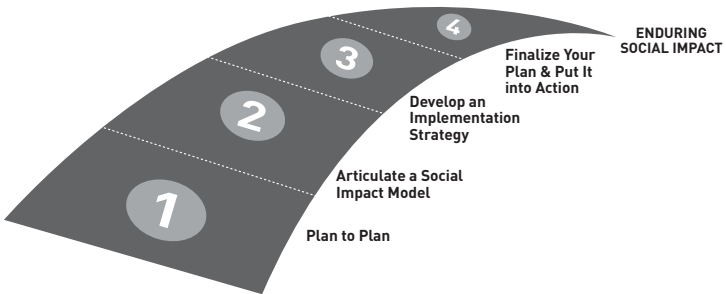 4
ENDURING
SOCIAL IMPACT
3
Finalize Your
Plan & Put It
into Action
2
Develop an
Implementation
Strategy
1
Articulate a Social
Impact Model
Plan to Plan